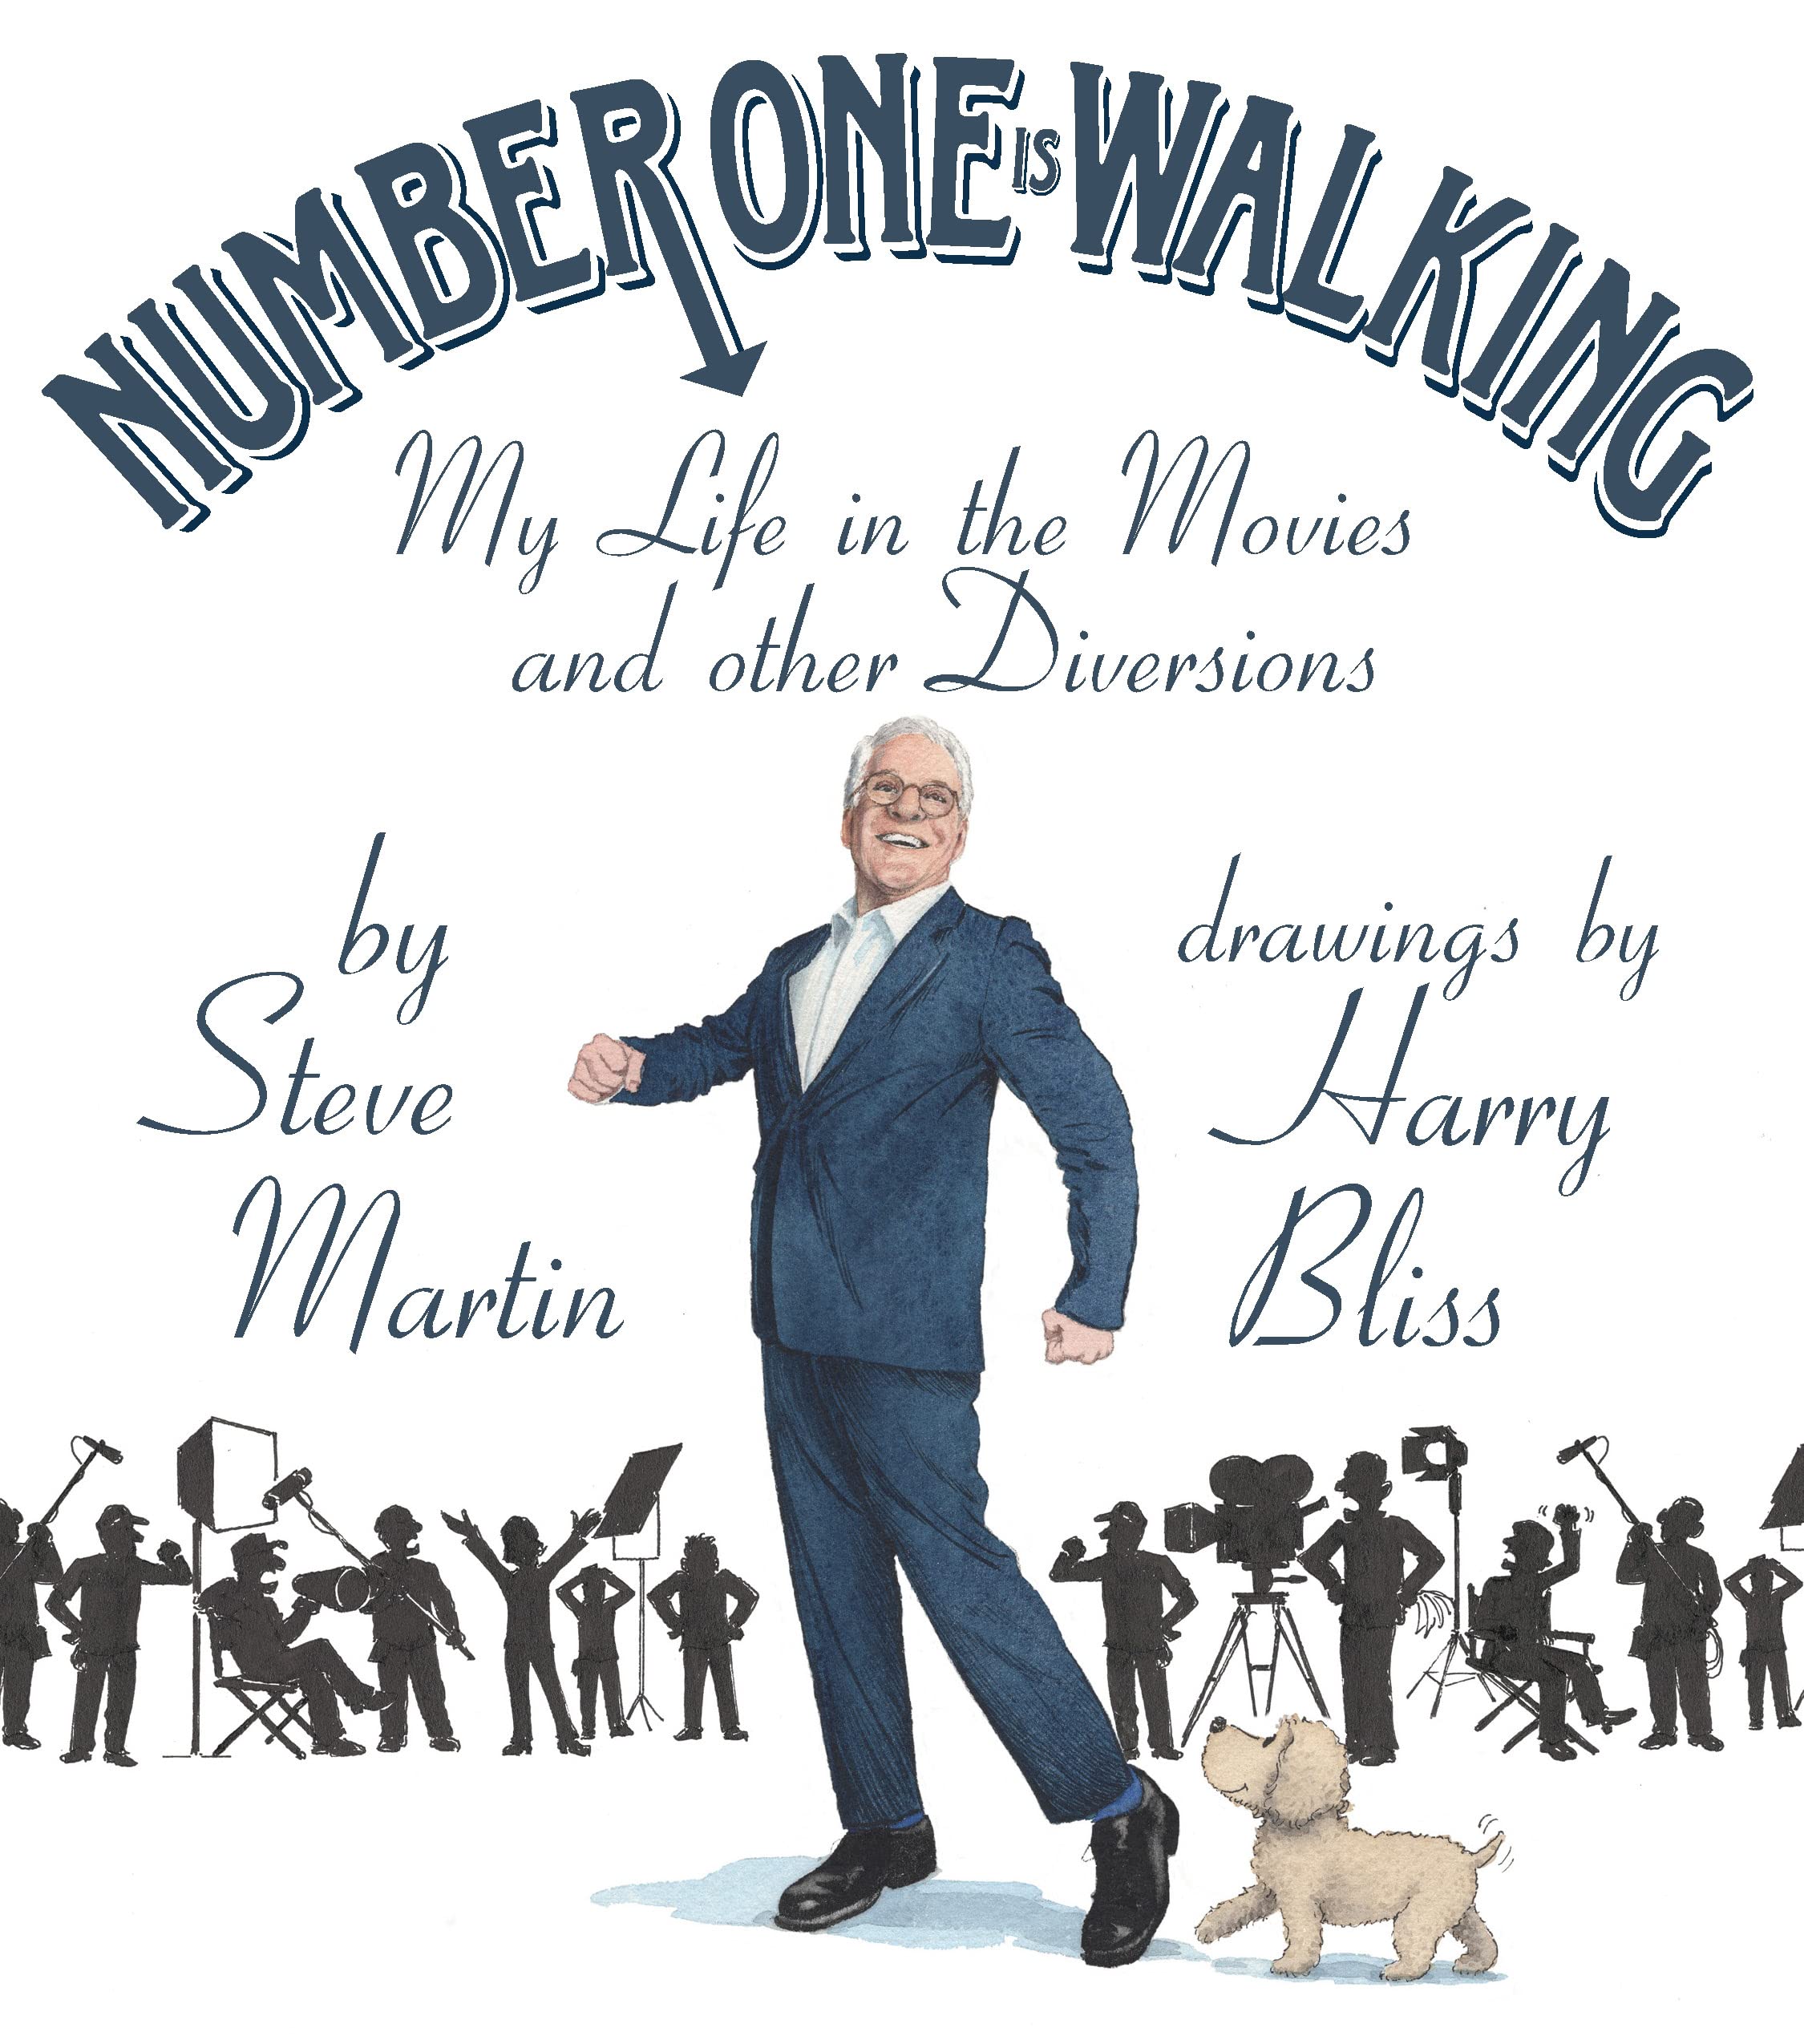 NUMBER ONE IS WALKING
My Life in the Movies
and other Diversions
by
Steve
Martin
drawings by
Harry
Bliss